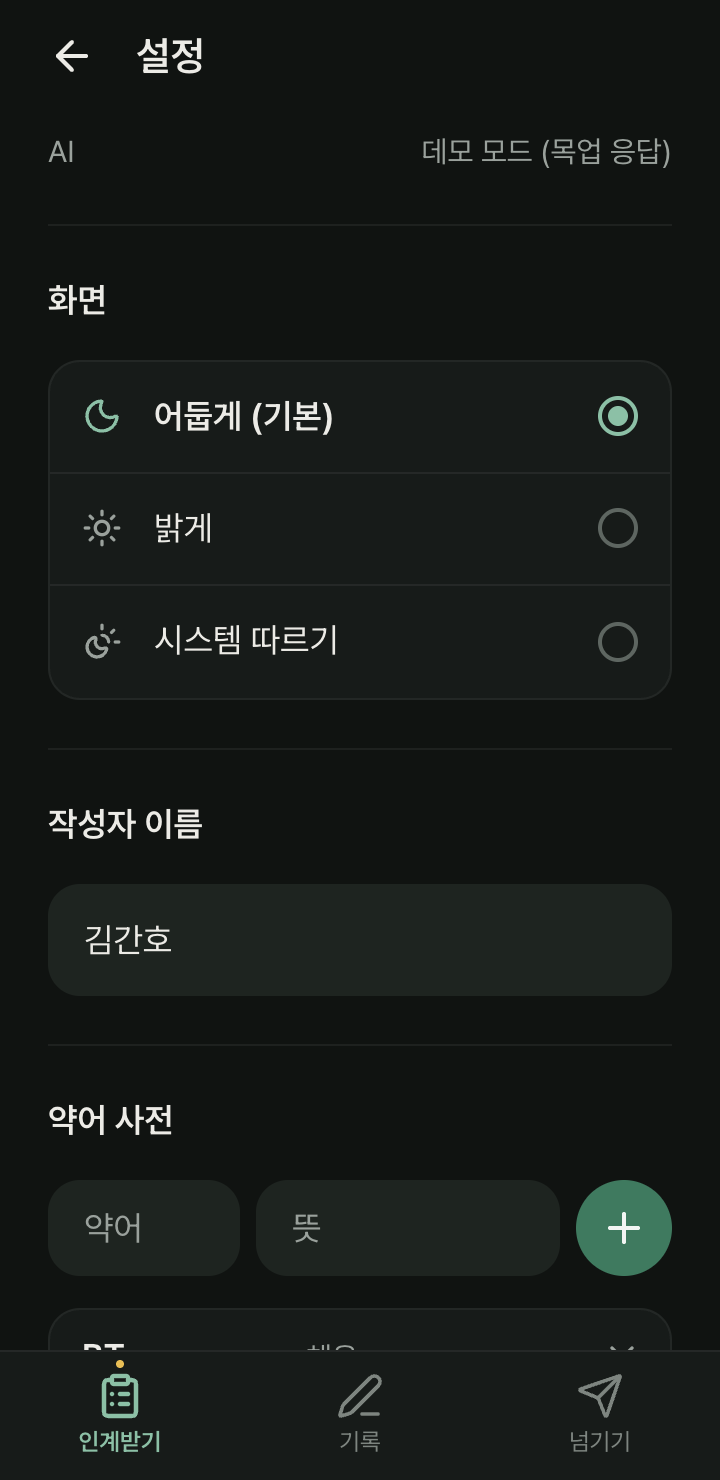 설정
AI 데모 모드 (목업 응답)
화면
어둡게 (기본)
밝게
시스템 따르기
작성자 이름
김간호
약어 사전
약어 뜻
인계받기 기록 넘기기